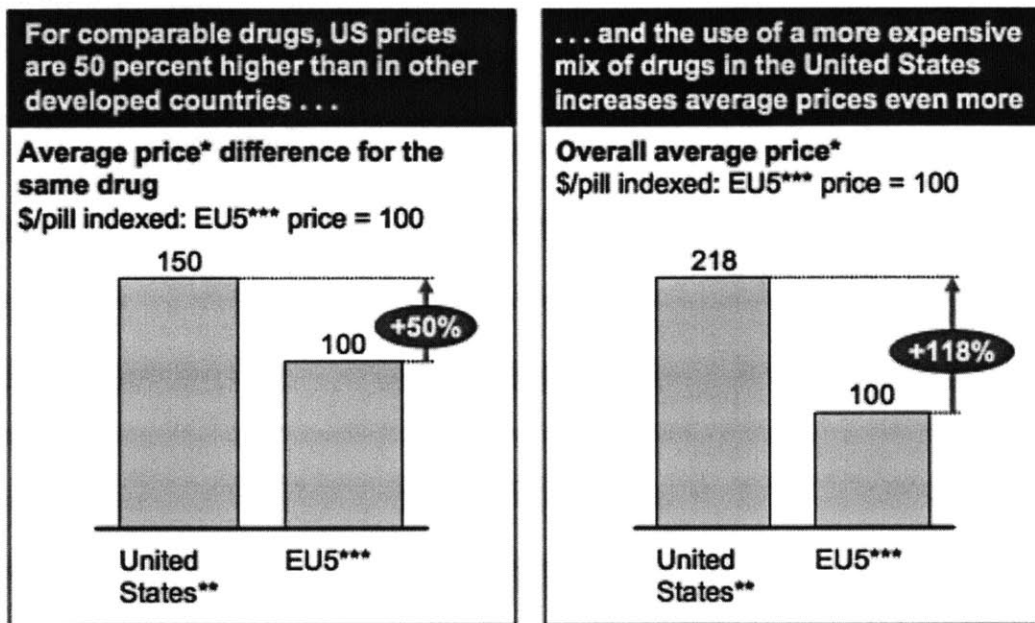 For comparable drugs, US prices
are 50 percent higher than in other
developed countries . . .
Average price* difference for the
same drug
$/pill indexed: EU5*** price = 100
150
100
+50%
United
States**
EU5***
. . . and the use of a more expensive
mix of drugs in the United States
increases average prices even more
Overall average price*
$/pill indexed: EU5*** price = 100
218
100
+118%
United
States**
EU5***